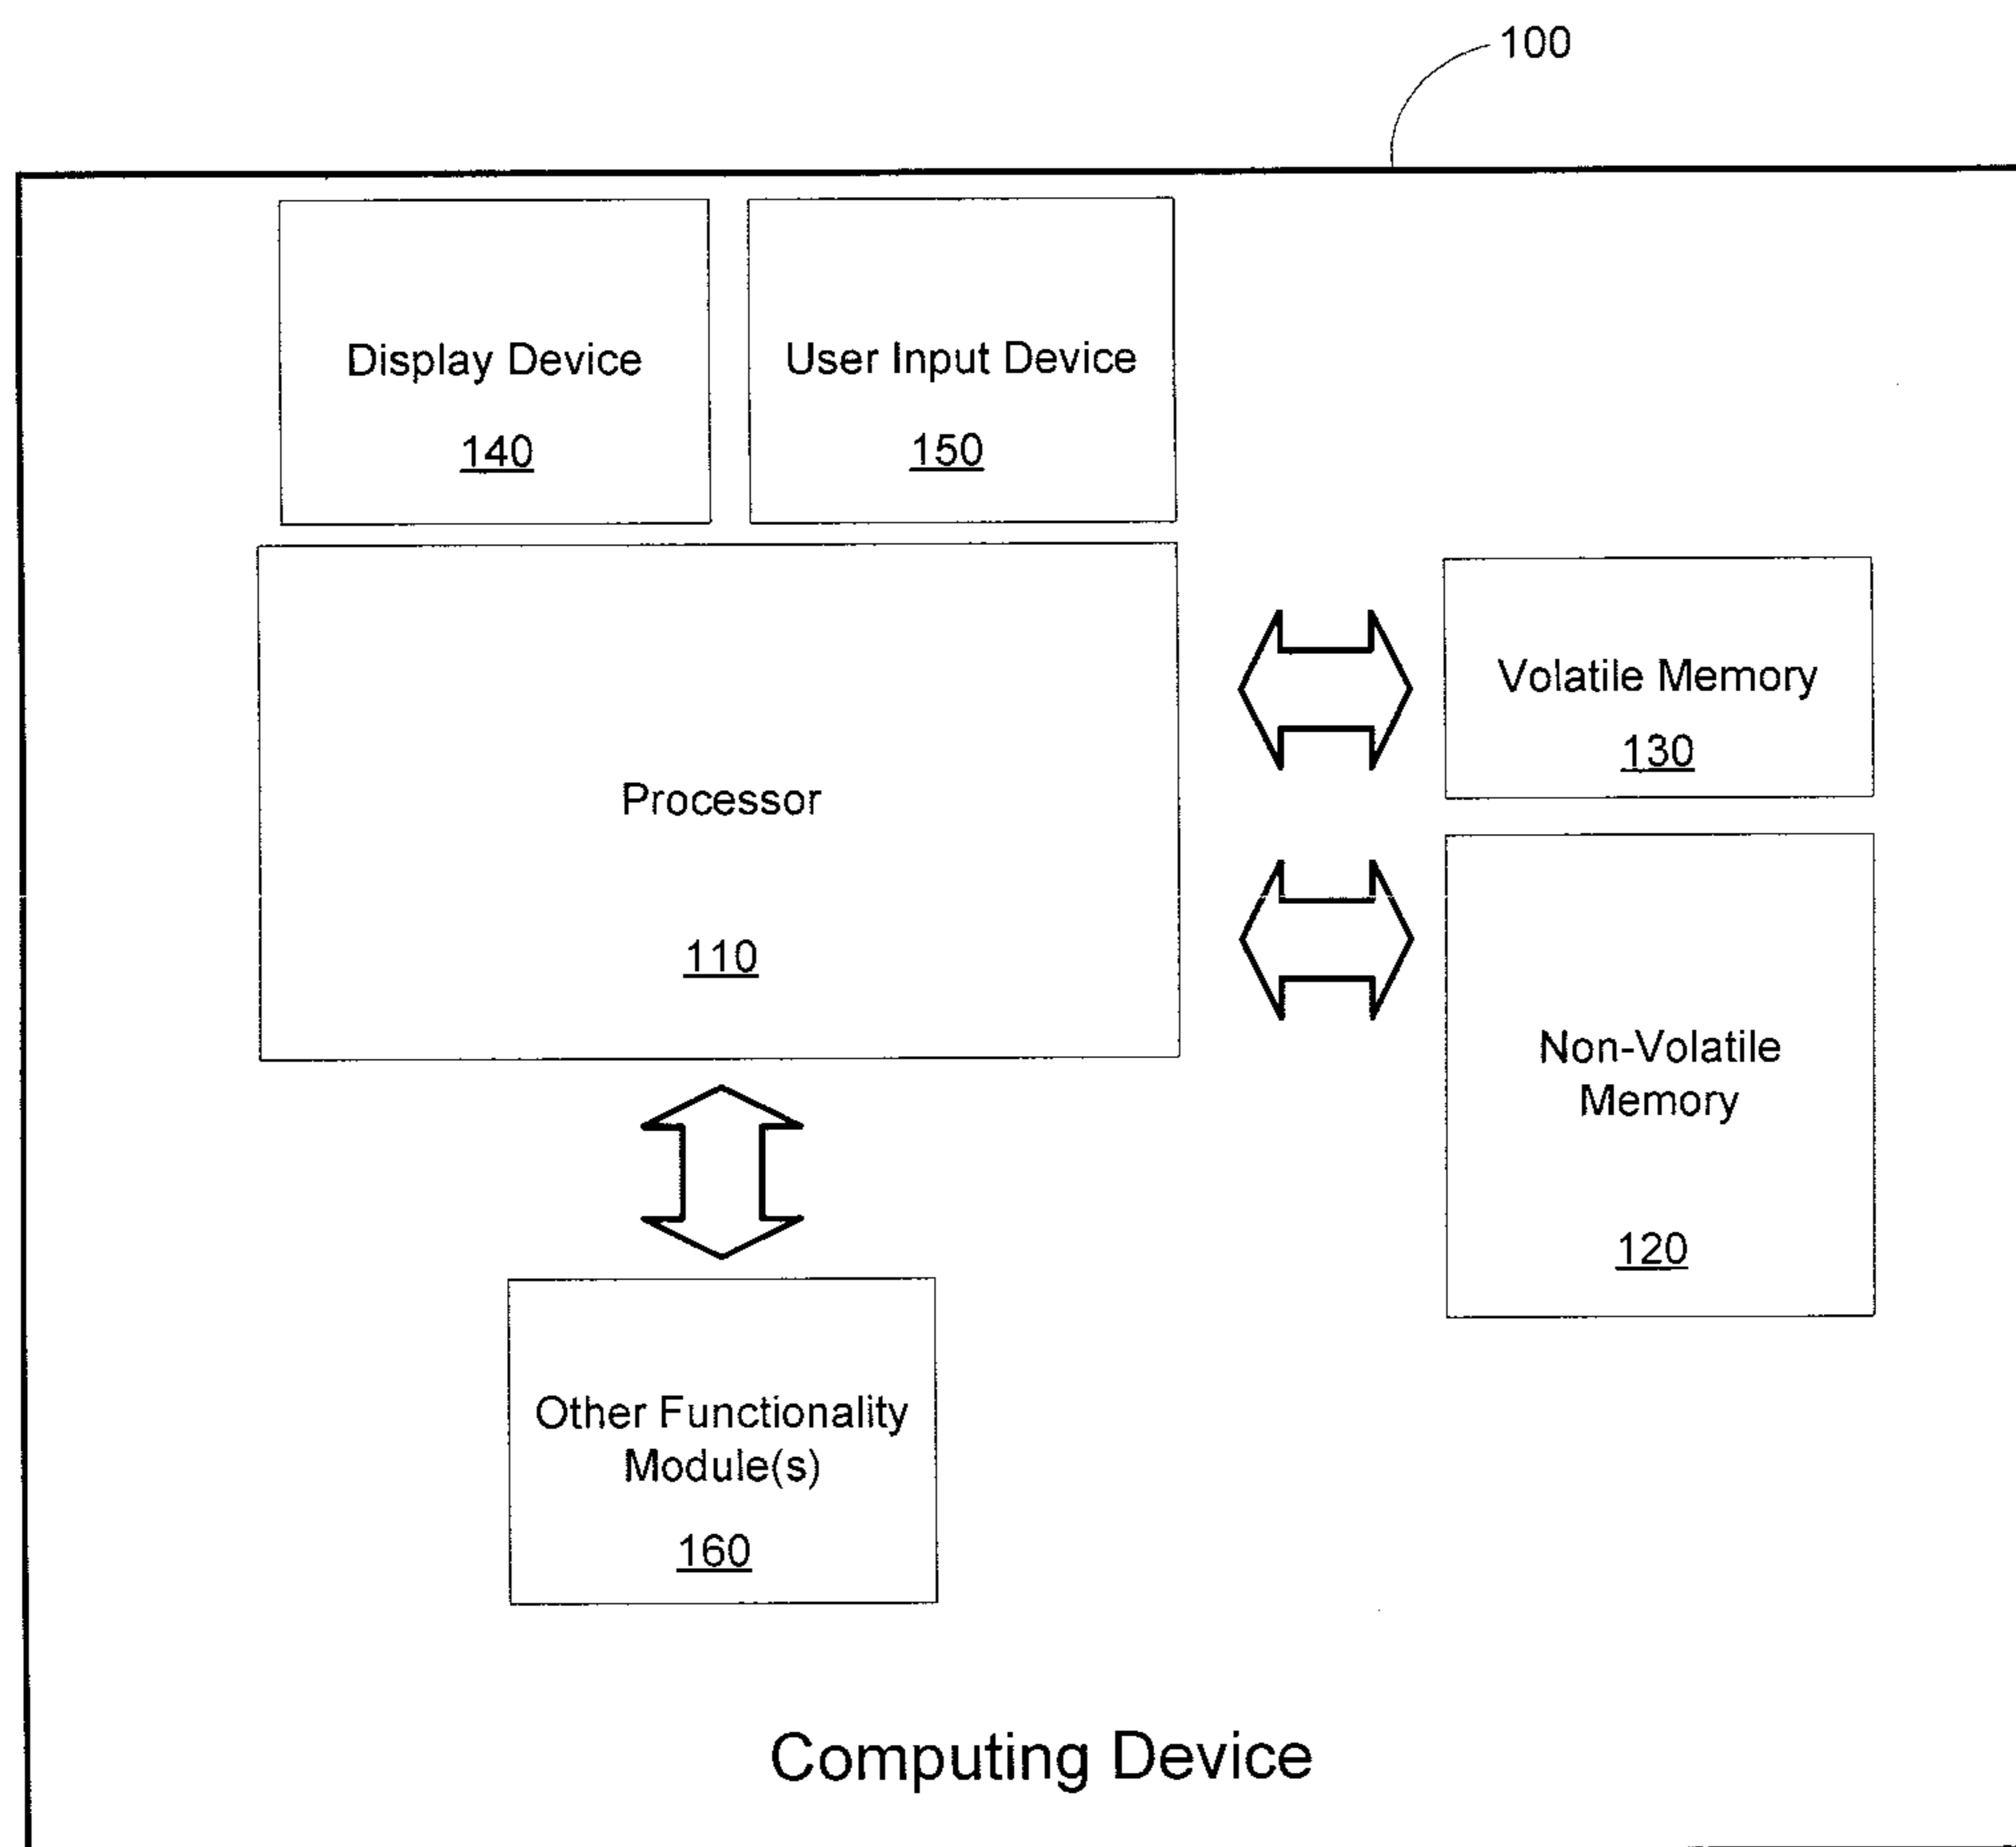 100
Display Device
140
User Input Device
150
Processor
110
Volatile Memory
130
Non-Volatile
Memory
120
Other Functionality
Module(s)
160
Computing Device